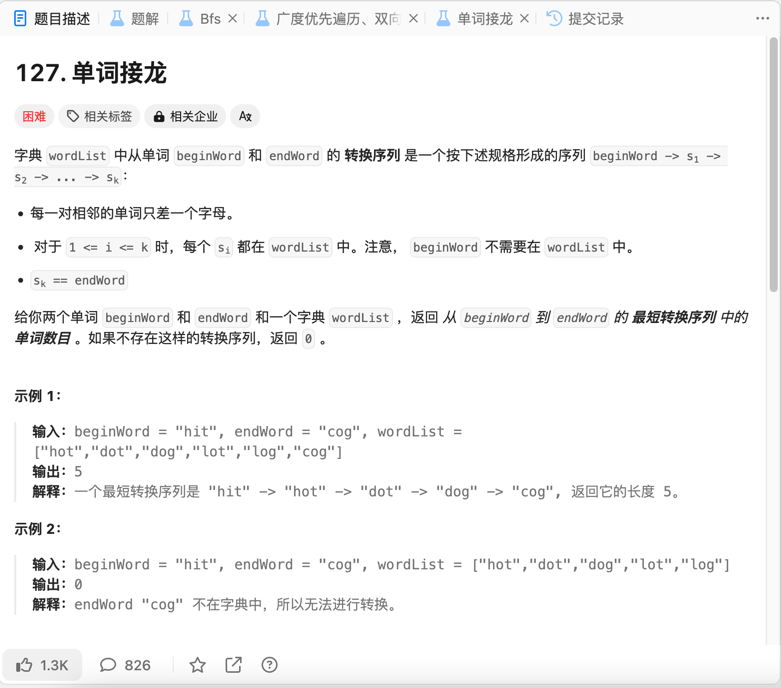 题目描述 题解 Bfs 广度优先遍历、双向 单词接龙 提交记录
127. 单词接龙
困难 相关标签 相关企业 Aあ
字典 wordList 中从单词 beginWord 和 endWord 的 转换序列 是一个按下述规格形成的序列 beginWord -> s1 ->
s2 -> ... -> sk：
• 每一对相邻的单词只差一个字母。
• 对于 1 <= i <= k 时，每个 si 都在 wordList 中。注意， beginWord 不需要在 wordList 中。
• sk == endWord
给你两个单词 beginWord 和 endWord 和一个字典 wordList ，返回 从 beginWord 到 endWord 的 最短转换序列 中的
单词数目 。如果不存在这样的转换序列，返回 0 。
示例 1：
输入：beginWord = "hit", endWord = "cog", wordList =
["hot","dot","dog","lot","log","cog"]
输出：5
解释：一个最短转换序列是 "hit" -> "hot" -> "dot" -> "dog" -> "cog", 返回它的长度 5。
示例 2：
输入：beginWord = "hit", endWord = "cog", wordList = ["hot","dot","dog","lot","log"]
输出：0
解释：endWord "cog" 不在字典中，所以无法进行转换。
1.3K 826